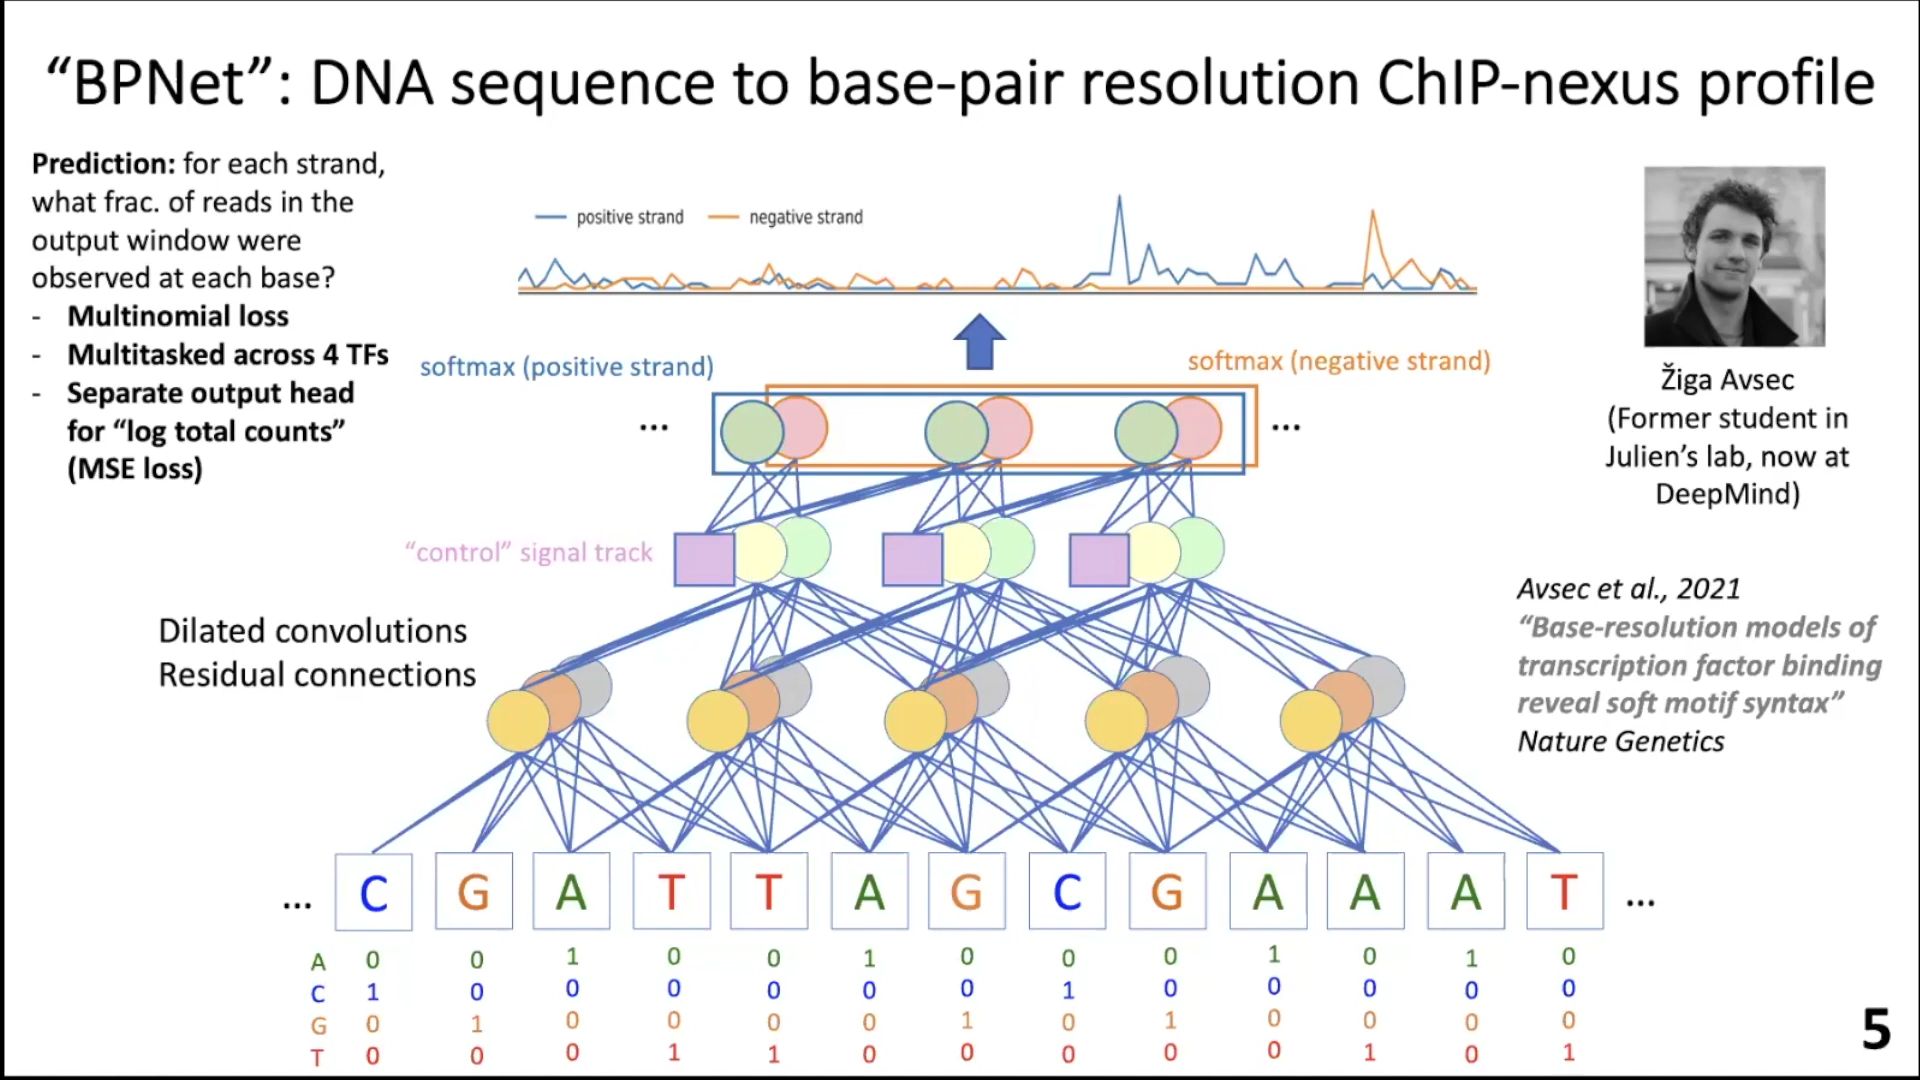 “BPNet”: DNA sequence to base-pair resolution ChIP-nexus profile
Prediction: for each strand,
what frac. of reads in the
output window were
observed at each base?
- Multinomial loss
- Multitasked across 4 TFs
- Separate output head
for “log total counts”
(MSE loss)
positive strand negative strand
softmax (positive strand)
softmax (negative strand)
... ...
“control” signal track
Dilated convolutions
Residual connections
Žiga Avsec
(Former student in
Julien’s lab, now at
DeepMind)
Avsec et al., 2021
“Base-resolution models of
transcription factor binding
reveal soft motif syntax”
Nature Genetics
... C G A T T A G C G A A A T ...
A 0 0 1 0 0 1 0 0 0 1 0 1 0
C 1 0 0 0 0 0 0 1 0 0 0 0 0
G 0 1 0 0 0 0 1 0 1 0 0 0 0
T 0 0 0 1 1 0 0 0 0 0 1 0 1
5